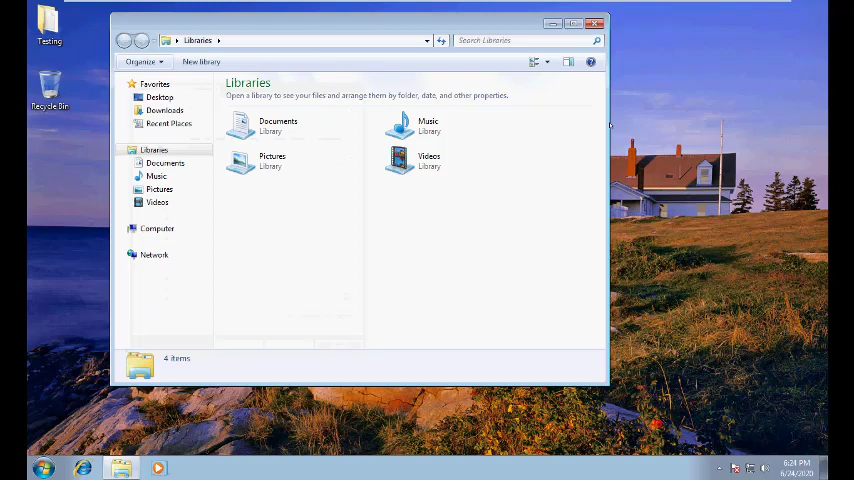 Testing
Recycle Bin
Libraries
Search Libraries
Organize
New library
Favorites
Desktop
Downloads
Recent Places
Libraries
Documents
Music
Pictures
Videos
Computer
Network
Libraries
Open a library to see your files and arrange them by folder, date, and other properties.
Documents
Library
Music
Library
Pictures
Library
Videos
Library
4 items
6:24 PM
6/24/2020